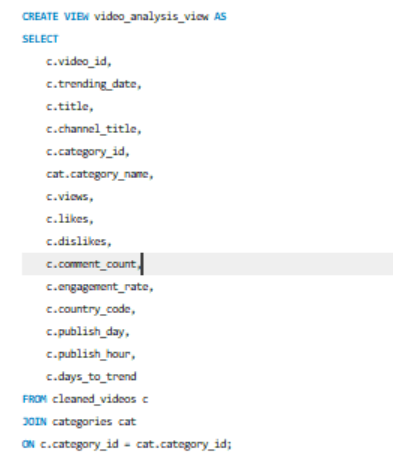 CREATE VIEW video_analysis_view AS
SELECT
c.video_id,
c.trending_date,
c.title,
c.channel_title,
c.category_id,
cat.category_name,
c.views,
c.likes,
c.dislikes,
c.comment_count,
c.engagement_rate,
c.country_code,
c.publish_day,
c.publish_hour,
c.days_to_trend
FROM cleaned_videos c
JOIN categories cat
ON c.category_id = cat.category_id;